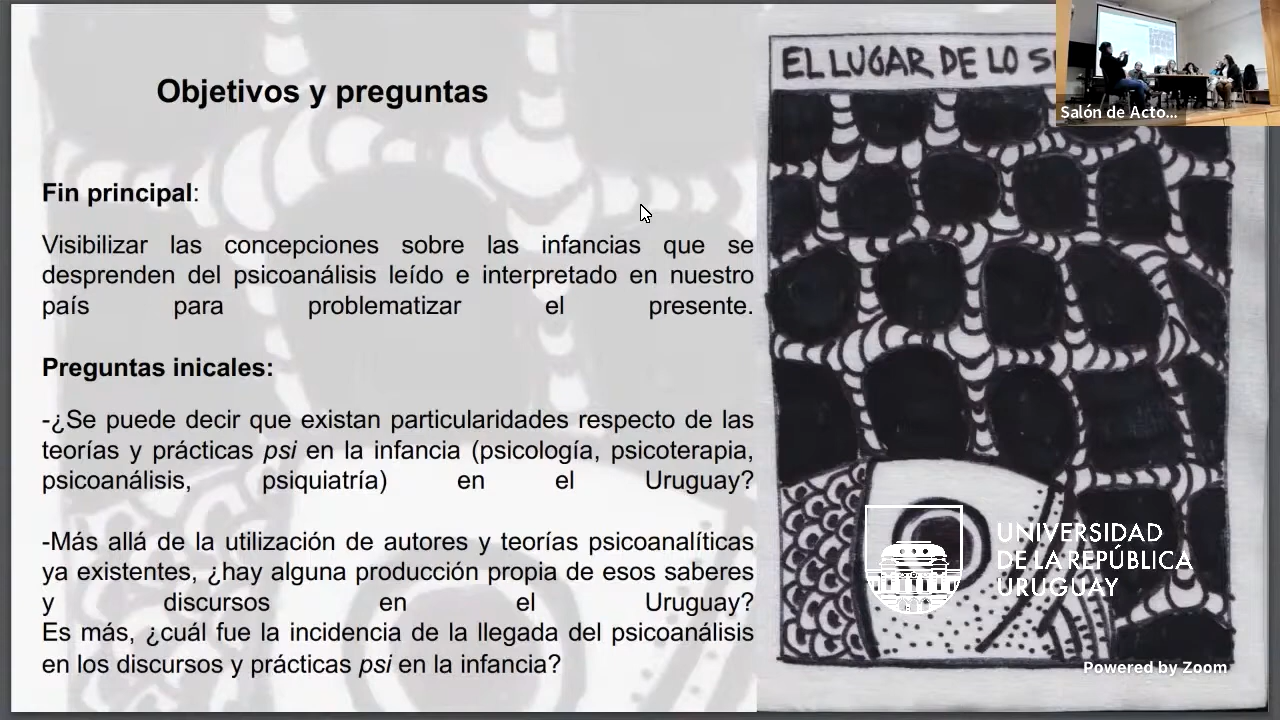 Objetivos y preguntas
Fin principal:
Visibilizar las concepciones sobre las infancias que se
desprenden del psicoanálisis leído e interpretado en nuestro
país para problematizar el presente.
Preguntas inicales:
-¿Se puede decir que existan particularidades respecto de las
teorías y prácticas psi en la infancia (psicología, psicoterapia,
psicoanálisis, psiquiatría) en el Uruguay?
-Más allá de la utilización de autores y teorías psicoanalíticas
ya existentes, ¿hay alguna producción propia de esos saberes
y discursos en el Uruguay?
Es más, ¿cuál fue la incidencia de la llegada del psicoanálisis
en los discursos y prácticas psi en la infancia?
EL LUGAR DE LO
Salón de Acto...
UNIVERSIDAD
DE LA REPÚBLICA
URUGUAY
Powered by Zoom